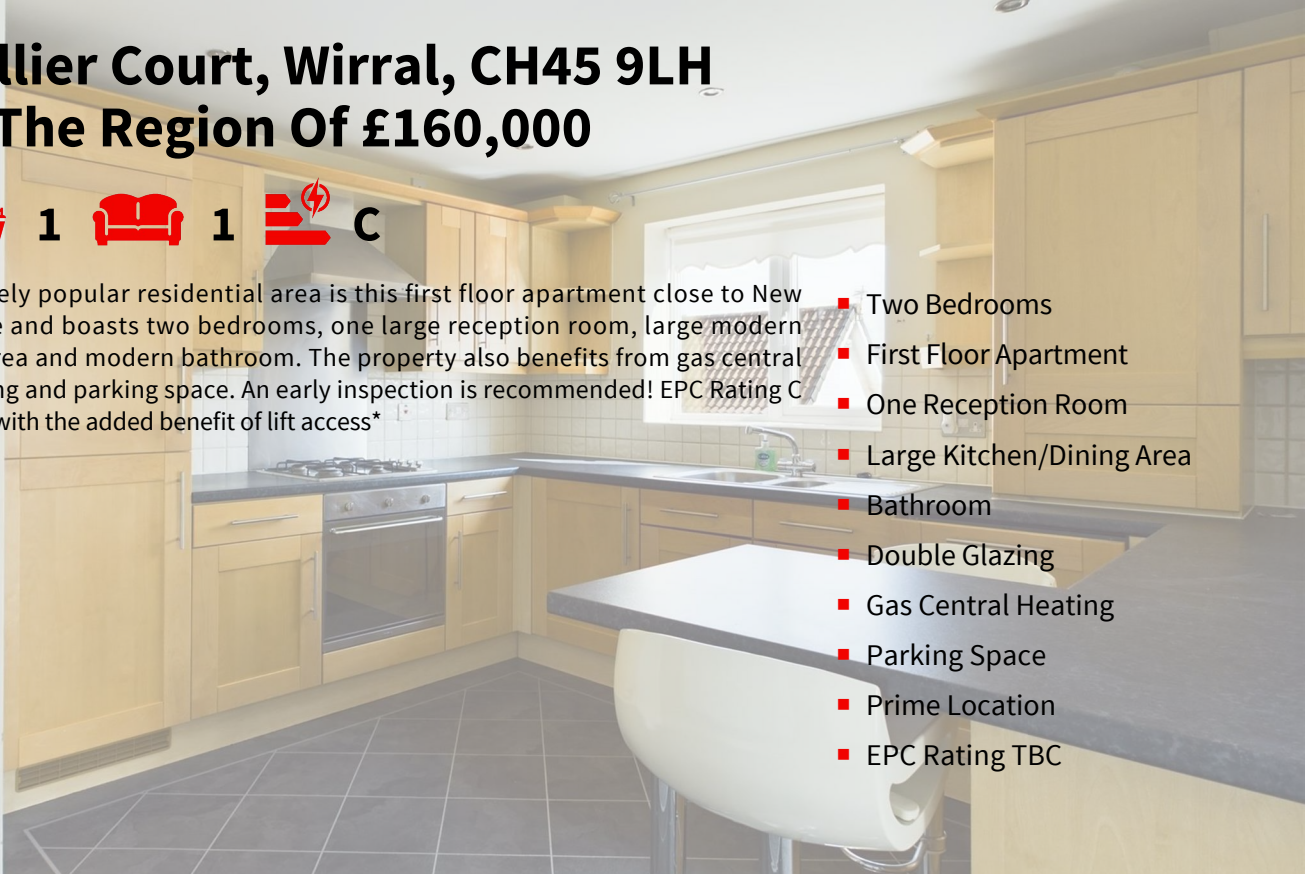 llier Court, Wirral, CH45 9LH
The Region Of £160,000
1 1 C
ely popular residential area is this first floor apartment close to New
e and boasts two bedrooms, one large reception room, large modern
rea and modern bathroom. The property also benefits from gas central
ng and parking space. An early inspection is recommended! EPC Rating C
with the added benefit of lift access*
Two Bedrooms
First Floor Apartment
One Reception Room
Large Kitchen/Dining Area
Bathroom
Double Glazing
Gas Central Heating
Parking Space
Prime Location
EPC Rating TBC